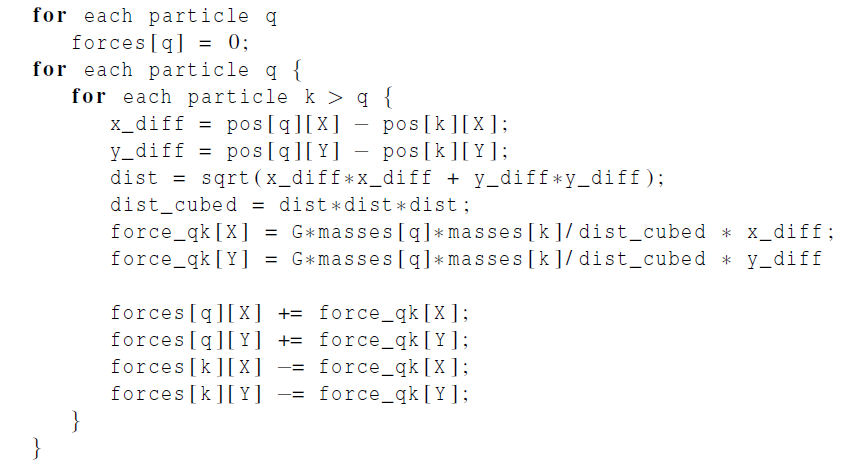 for each particle q
forces[q] = 0;
for each particle q {
for each particle k > q {
x_diff = pos[q][X] − pos[k][X];
y_diff = pos[q][Y] − pos[k][Y];
dist = sqrt(x_diff*x_diff + y_diff*y_diff);
dist_cubed = dist*dist*dist;
force_qk[X] = G*masses[q]*masses[k]/dist_cubed * x_diff;
force_qk[Y] = G*masses[q]*masses[k]/dist_cubed * y_diff
forces[q][X] += force_qk[X];
forces[q][Y] += force_qk[Y];
forces[k][X] −= force_qk[X];
forces[k][Y] −= force_qk[Y];
}
}